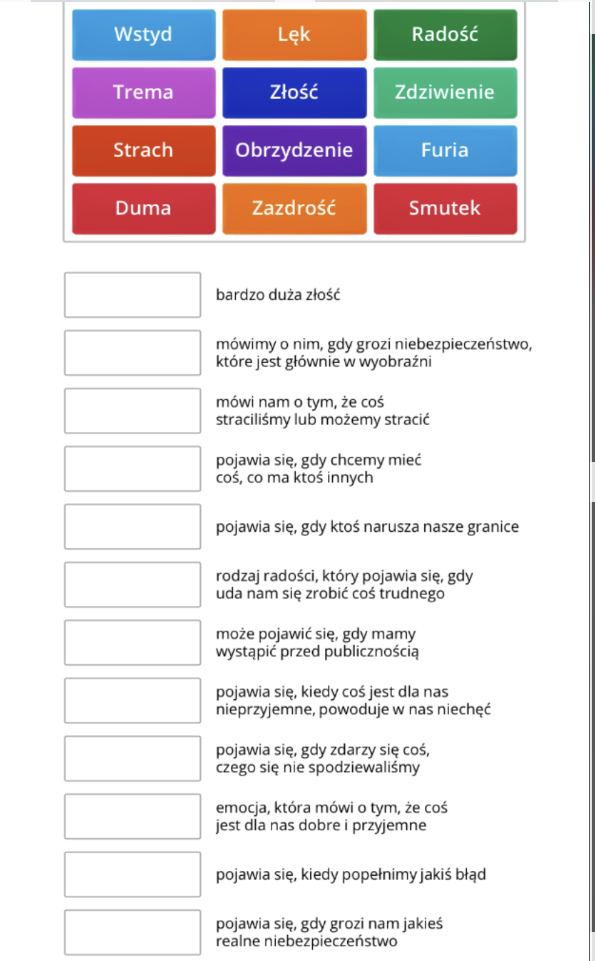 Wstyd
Lęk
Radość
Trema
Złość
Zdziwienie
Strach
Obrzydzenie
Furia
Duma
Zazdrość
Smutek
bardzo duża złość
mówimy o nim, gdy grozi niebezpieczeństwo,
które jest głównie w wyobraźni
mówi nam o tym, że coś
straciliśmy lub możemy stracić
pojawia się, gdy chcemy mieć
coś, co ma ktoś innych
pojawia się, gdy ktoś narusza nasze granice
rodzaj radości, który pojawia się, gdy
uda nam się zrobić coś trudnego
może pojawić się, gdy mamy
wystąpić przed publicznością
pojawia się, kiedy coś jest dla nas
nieprzyjemne, powoduje w nas niechęć
pojawia się, gdy zdarzy się coś,
czego się nie spodziewaliśmy
emocja, która mówi o tym, że coś
jest dla nas dobre i przyjemne
pojawia się, kiedy popełnimy jakiś błąd
pojawia się, gdy grozi nam jakieś
realne niebezpieczeństwo